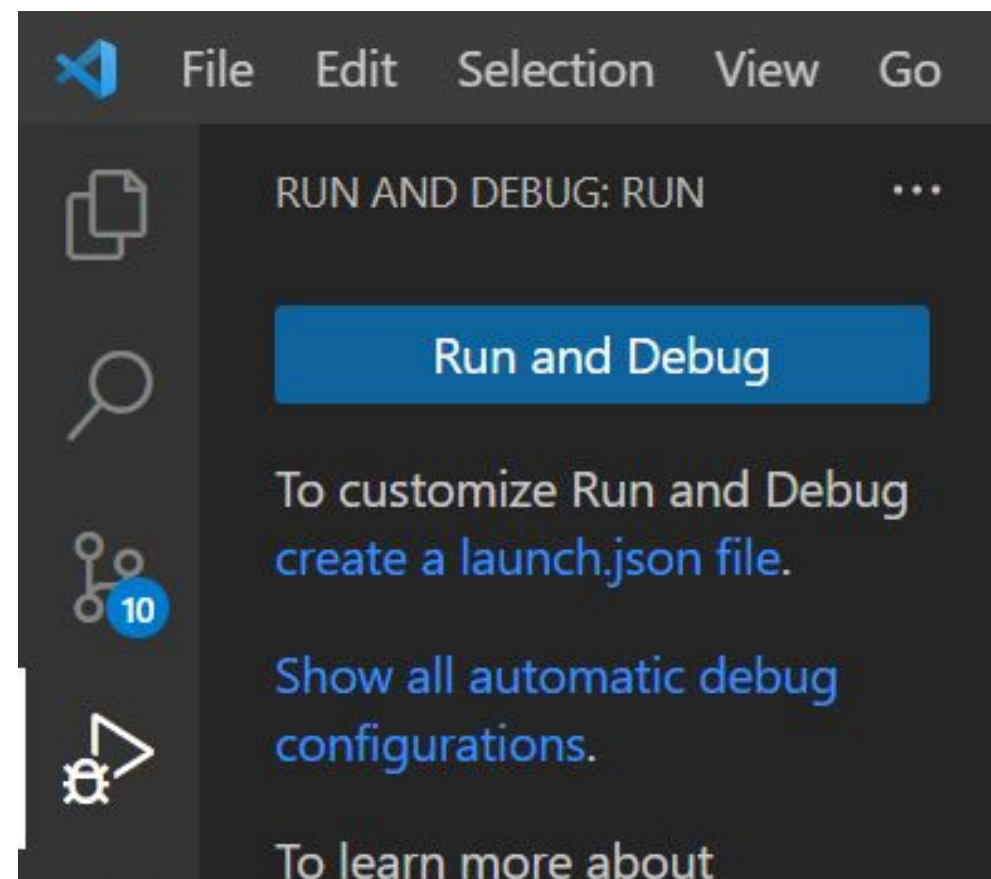 File Edit Selection View Go
RUN AND DEBUG: RUN
Run and Debug
To customize Run and Debug
create a launch.json file.
10
Show all automatic debug
configurations.
To learn more about